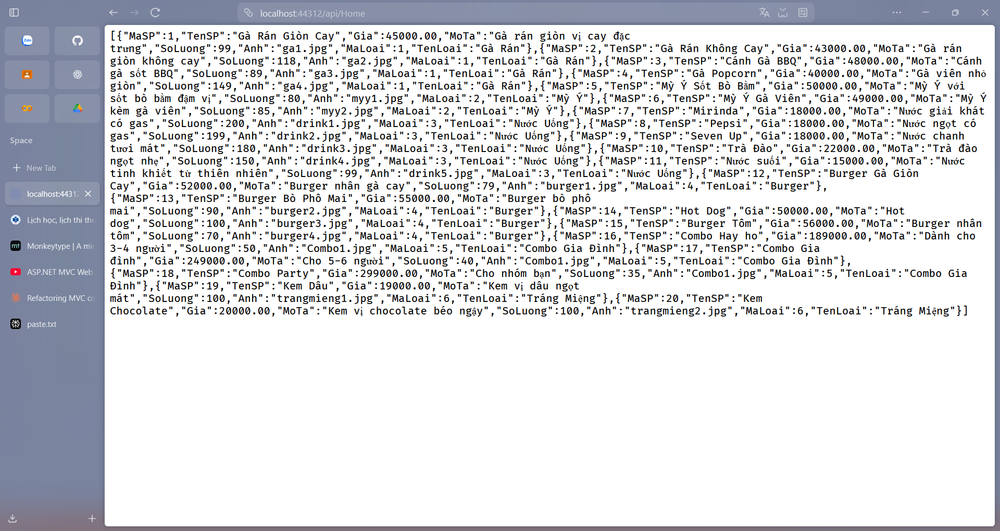 localhost:44312/api/Home
Zalo
Space
New Tab
localhost:4431
Lịch học, lịch thi the
mt
Monkeytype | A mi
ASP.NET MVC Web
Refactoring MVC co
paste.txt
[{"MaSP":1,"TenSP":"Gà Rán Giòn Cay","Gia":45000.00,"MoTa":"Gà rán giòn vị cay đặc
trưng","SoLuong":99,"Anh":"ga1.jpg","MaLoai":1,"TenLoai":"Gà Rán"},{"MaSP":2,"TenSP":"Gà Rán Không Cay","Gia":43000.00,"MoTa":"Gà rán
giòn không cay","SoLuong":118,"Anh":"ga2.jpg","MaLoai":1,"TenLoai":"Gà Rán"},{"MaSP":3,"TenSP":"Cánh Gà BBQ","Gia":48000.00,"MoTa":"Cánh
gà sốt BBQ","SoLuong":89,"Anh":"ga3.jpg","MaLoai":1,"TenLoai":"Gà Rán"},{"MaSP":4,"TenSP":"Gà Popcorn","Gia":40000.00,"MoTa":"Gà viên nhỏ
giòn","SoLuong":149,"Anh":"ga4.jpg","MaLoai":1,"TenLoai":"Gà Rán"},{"MaSP":5,"TenSP":"Mỳ Ý Sốt Bò Bằm","Gia":50000.00,"MoTa":"Mỳ Ý với
sốt bò bằm đậm vị","SoLuong":80,"Anh":"myy1.jpg","MaLoai":2,"TenLoai":"Mỳ Ý"},{"MaSP":6,"TenSP":"Mỳ Ý Gà Viên","Gia":49000.00,"MoTa":"Mỳ Ý
kèm gà viên","SoLuong":85,"Anh":"myy2.jpg","MaLoai":2,"TenLoai":"Mỳ Ý"},{"MaSP":7,"TenSP":"Mirinda","Gia":18000.00,"MoTa":"Nước giải khát
có gas","SoLuong":200,"Anh":"drink1.jpg","MaLoai":3,"TenLoai":"Nước Uống"},{"MaSP":8,"TenSP":"Pepsi","Gia":18000.00,"MoTa":"Nước ngọt có
gas","SoLuong":199,"Anh":"drink2.jpg","MaLoai":3,"TenLoai":"Nước Uống"},{"MaSP":9,"TenSP":"Seven Up","Gia":18000.00,"MoTa":"Nước chanh
tươi mát","SoLuong":180,"Anh":"drink3.jpg","MaLoai":3,"TenLoai":"Nước Uống"},{"MaSP":10,"TenSP":"Trà Đào","Gia":22000.00,"MoTa":"Trà đào
ngọt nhẹ","SoLuong":150,"Anh":"drink4.jpg","MaLoai":3,"TenLoai":"Nước Uống"},{"MaSP":11,"TenSP":"Nước suối","Gia":15000.00,"MoTa":"Nước
tinh khiết từ thiên nhiên","SoLuong":99,"Anh":"drink5.jpg","MaLoai":3,"TenLoai":"Nước Uống"},{"MaSP":12,"TenSP":"Burger Gà Giòn
Cay","Gia":52000.00,"MoTa":"Burger nhân gà cay","SoLuong":79,"Anh":"burger1.jpg","MaLoai":4,"TenLoai":"Burger"},
{"MaSP":13,"TenSP":"Burger Bò Phô Mai","Gia":55000.00,"MoTa":"Burger bò phô
mai","SoLuong":90,"Anh":"burger2.jpg","MaLoai":4,"TenLoai":"Burger"},{"MaSP":14,"TenSP":"Hot Dog","Gia":50000.00,"MoTa":"Hot
dog","SoLuong":100,"Anh":"burger3.jpg","MaLoai":4,"TenLoai":"Burger"},{"MaSP":15,"TenSP":"Burger Tôm","Gia":56000.00,"MoTa":"Burger nhân
tôm","SoLuong":70,"Anh":"burger4.jpg","MaLoai":4,"TenLoai":"Burger"},{"MaSP":16,"TenSP":"Combo Hay ho","Gia":189000.00,"MoTa":"Dành cho
3-4 người","SoLuong":50,"Anh":"Combo1.jpg","MaLoai":5,"TenLoai":"Combo Gia Đình"},{"MaSP":17,"TenSP":"Combo Gia
đình","Gia":249000.00,"MoTa":"Cho 5-6 người","SoLuong":40,"Anh":"Combo1.jpg","MaLoai":5,"TenLoai":"Combo Gia Đình"},
{"MaSP":18,"TenSP":"Combo Party","Gia":299000.00,"MoTa":"Cho nhóm bạn","SoLuong":35,"Anh":"Combo1.jpg","MaLoai":5,"TenLoai":"Combo Gia
Đình"},{"MaSP":19,"TenSP":"Kem Dâu","Gia":19000.00,"MoTa":"Kem vị dâu ngọt
mát","SoLuong":100,"Anh":"trangmieng1.jpg","MaLoai":6,"TenLoai":"Tráng Miệng"},{"MaSP":20,"TenSP":"Kem
Chocolate","Gia":20000.00,"MoTa":"Kem vị chocolate béo ngậy","SoLuong":100,"Anh":"trangmieng2.jpg","MaLoai":6,"TenLoai":"Tráng Miệng"}]